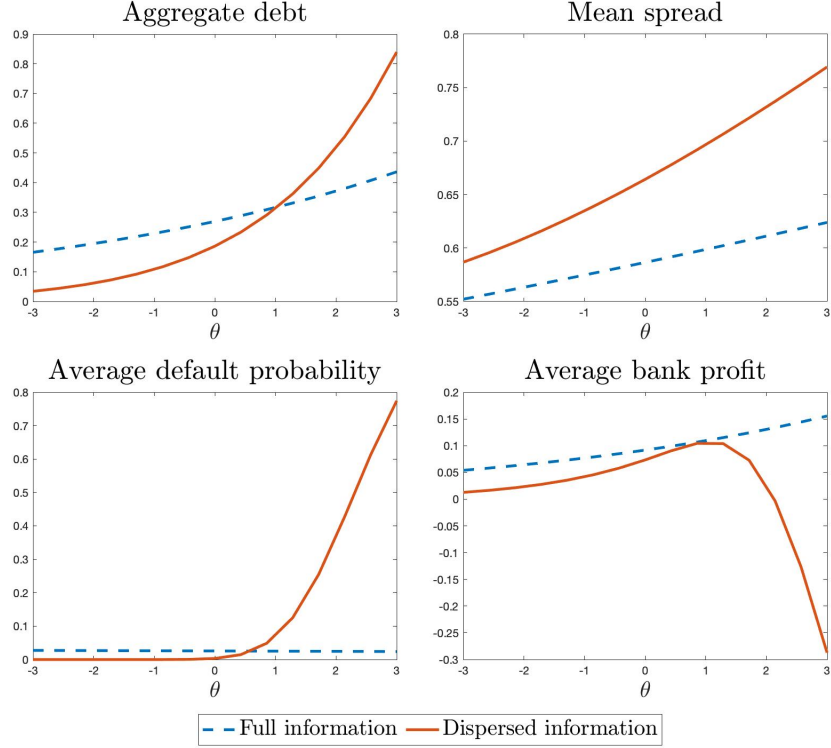 Aggregate debt
0.9
0.8
0.7
0.6
0.5
0.4
0.3
0.2
0.1
0
-3 -2 -1 0 1 2 3
θ
Mean spread
0.8
0.75
0.7
0.65
0.6
0.55
-3 -2 -1 0 1 2 3
θ
Average default probability
0.8
0.7
0.6
0.5
0.4
0.3
0.2
0.1
0
-3 -2 -1 0 1 2 3
θ
Average bank profit
0.2
0.15
0.1
0.05
0
-0.05
-0.1
-0.15
-0.2
-0.25
-0.3
-3 -2 -1 0 1 2 3
θ
Full information Dispersed information